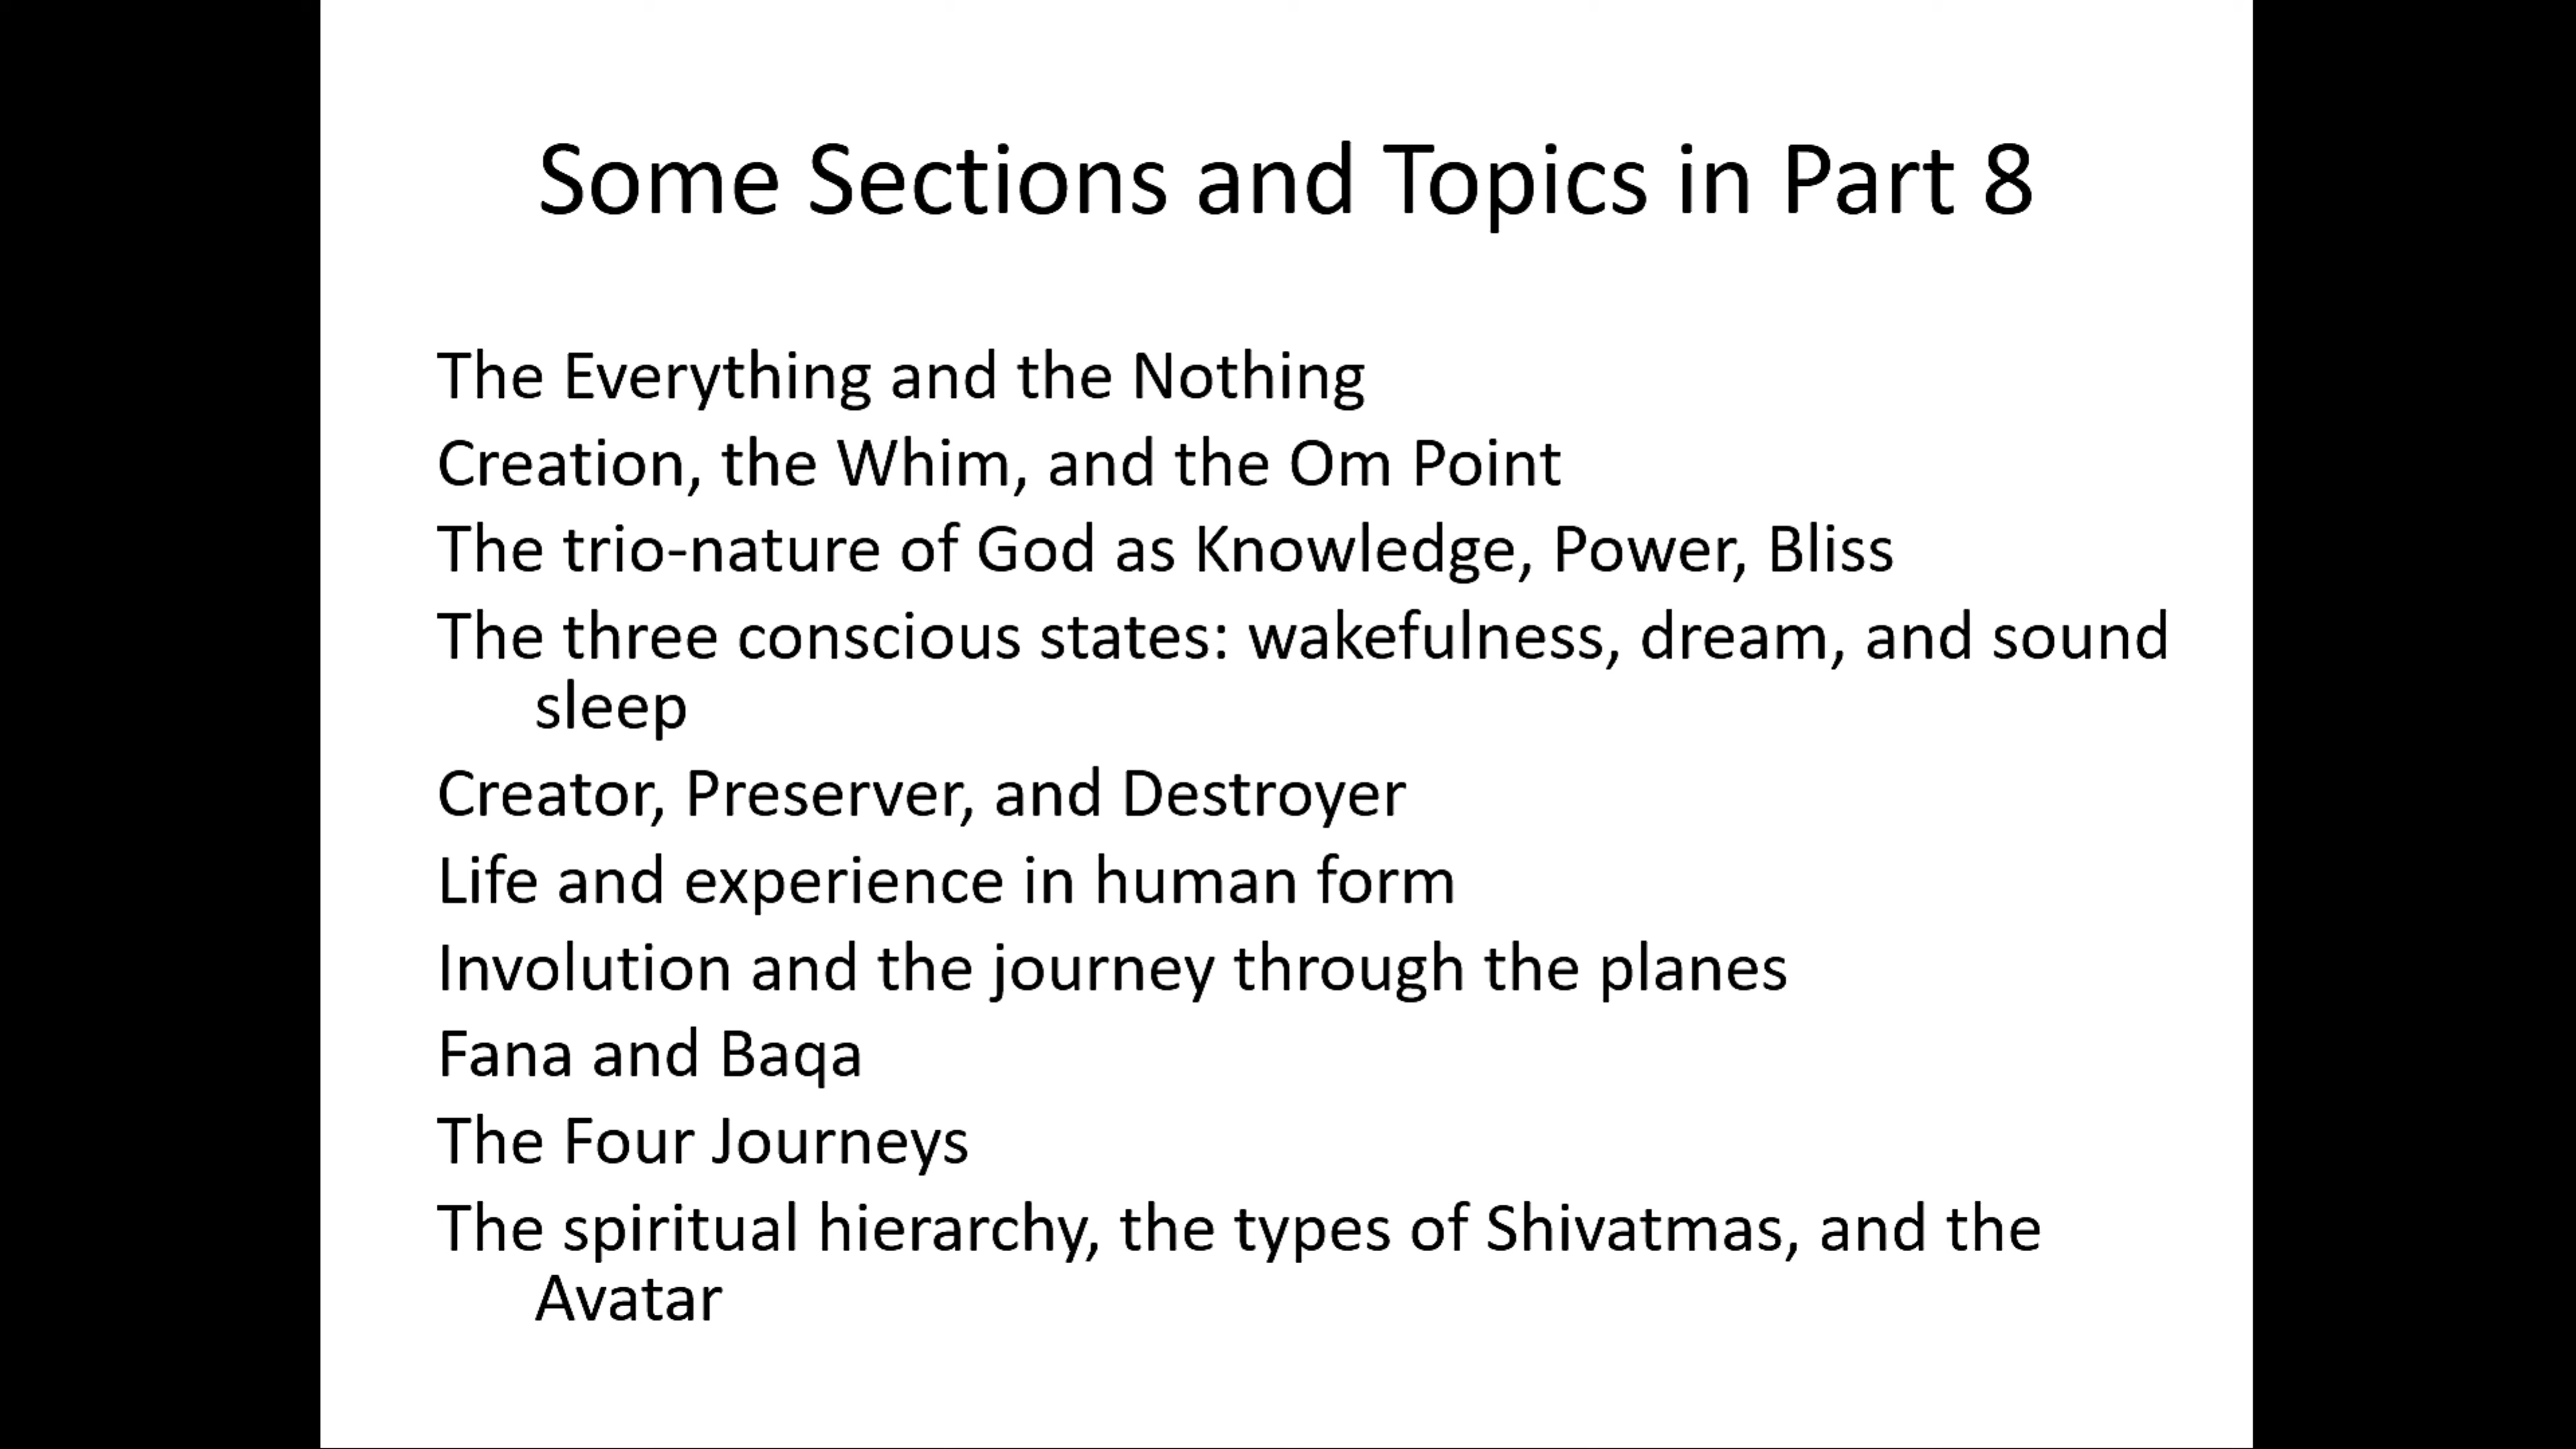 Some Sections and Topics in Part 8
The Everything and the Nothing
Creation, the Whim, and the Om Point
The trio-nature of God as Knowledge, Power, Bliss
The three conscious states: wakefulness, dream, and sound
sleep
Creator, Preserver, and Destroyer
Life and experience in human form
Involution and the journey through the planes
Fana and Baqa
The Four Journeys
The spiritual hierarchy, the types of Shivatmas, and the
Avatar